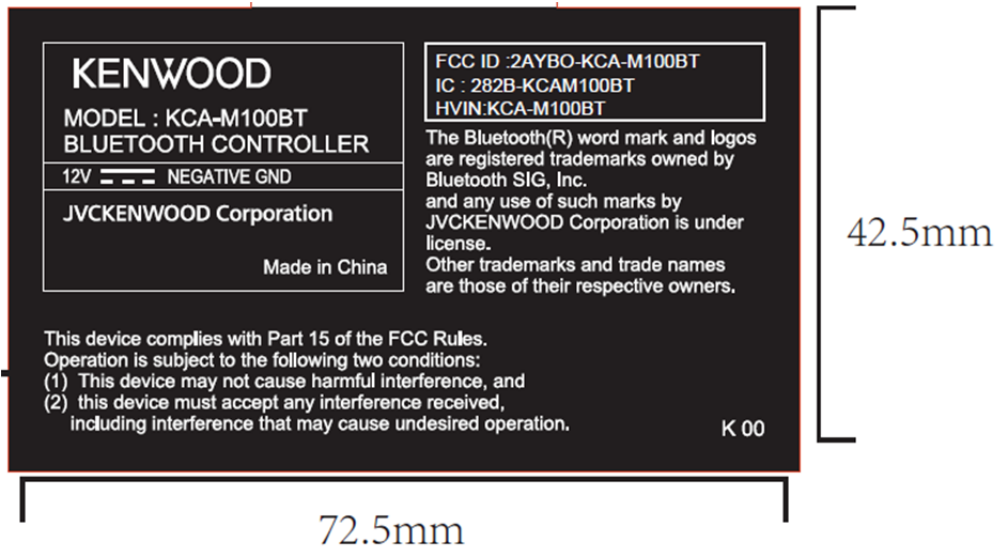 KENWOOD
MODEL : KCA-M100BT
BLUETOOTH CONTROLLER
12V NEGATIVE GND
JVCKENWOOD Corporation
Made in China
FCC ID :2AYBO-KCA-M100BT
IC : 282B-KCAM100BT
HVIN:KCA-M100BT
The Bluetooth(R) word mark and logos
are registered trademarks owned by
Bluetooth SIG, Inc.
and any use of such marks by
JVCKENWOOD Corporation is under
license.
Other trademarks and trade names
are those of their respective owners.
This device complies with Part 15 of the FCC Rules.
Operation is subject to the following two conditions:
(1) This device may not cause harmful interference, and
(2) this device must accept any interference received,
including interference that may cause undesired operation.
K 00
42.5mm
72.5mm